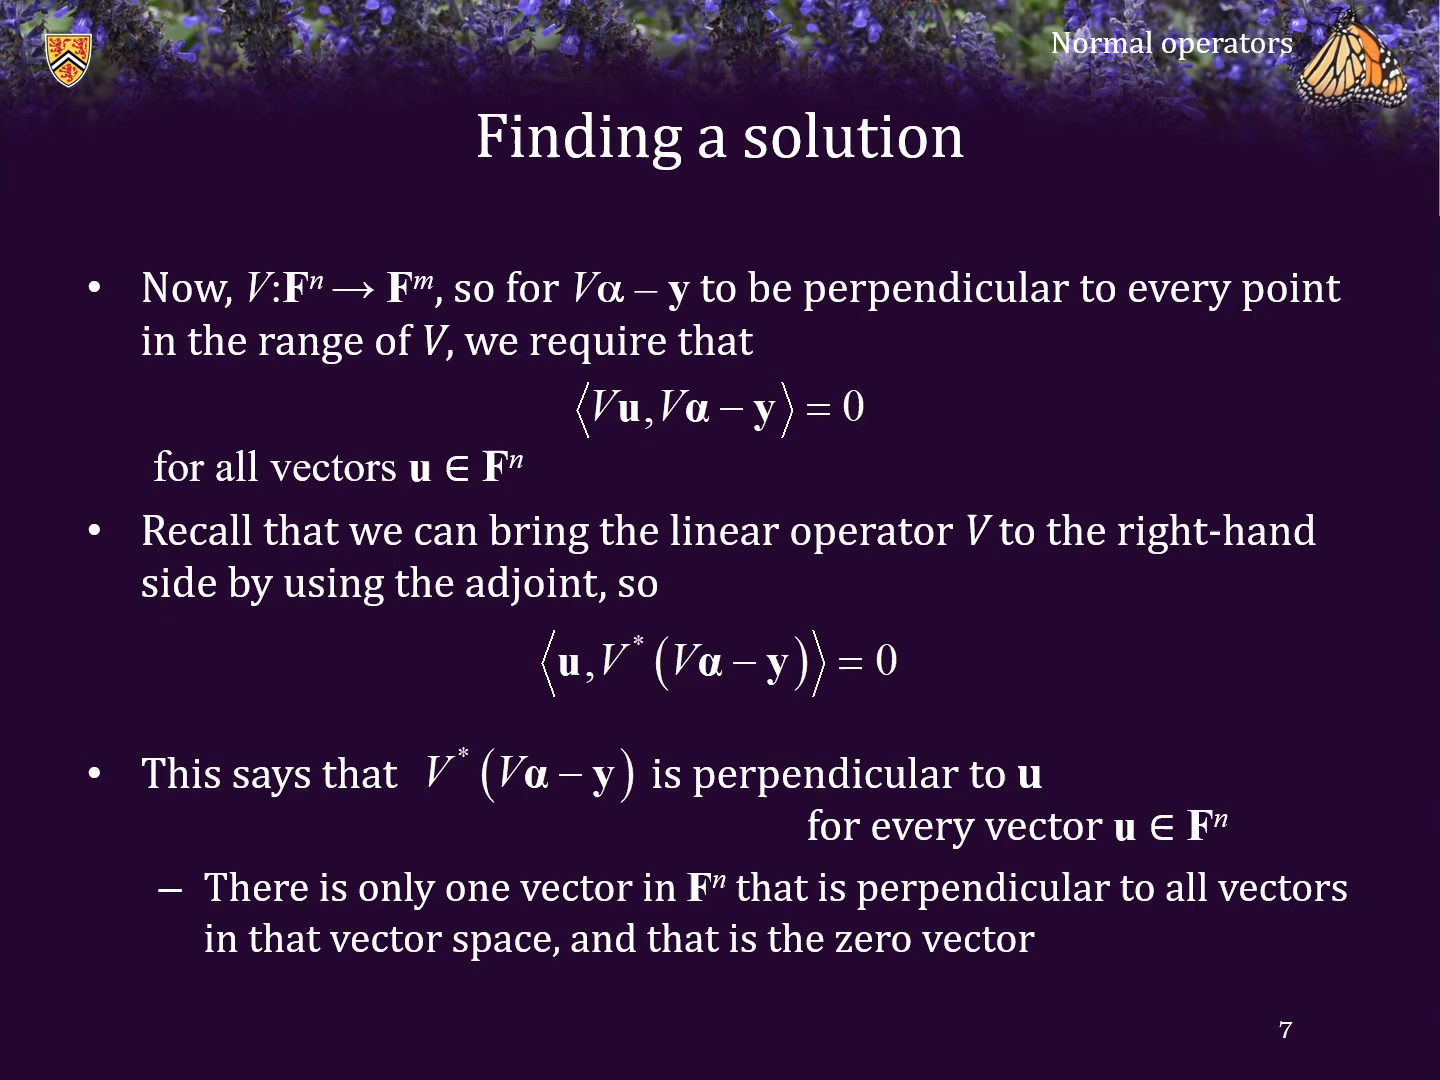 Normal operators
Finding a solution
• Now, V:Fⁿ ⟶ Fᵐ, so for Vα – y to be perpendicular to every point
in the range of V, we require that
⟨Vu, Vα − y⟩ = 0
for all vectors u ∈ Fⁿ
• Recall that we can bring the linear operator V to the right-hand
side by using the adjoint, so
⟨u, V*(Vα − y)⟩ = 0
• This says that V*(Vα − y) is perpendicular to u
for every vector u ∈ Fⁿ
– There is only one vector in Fⁿ that is perpendicular to all vectors
in that vector space, and that is the zero vector
7